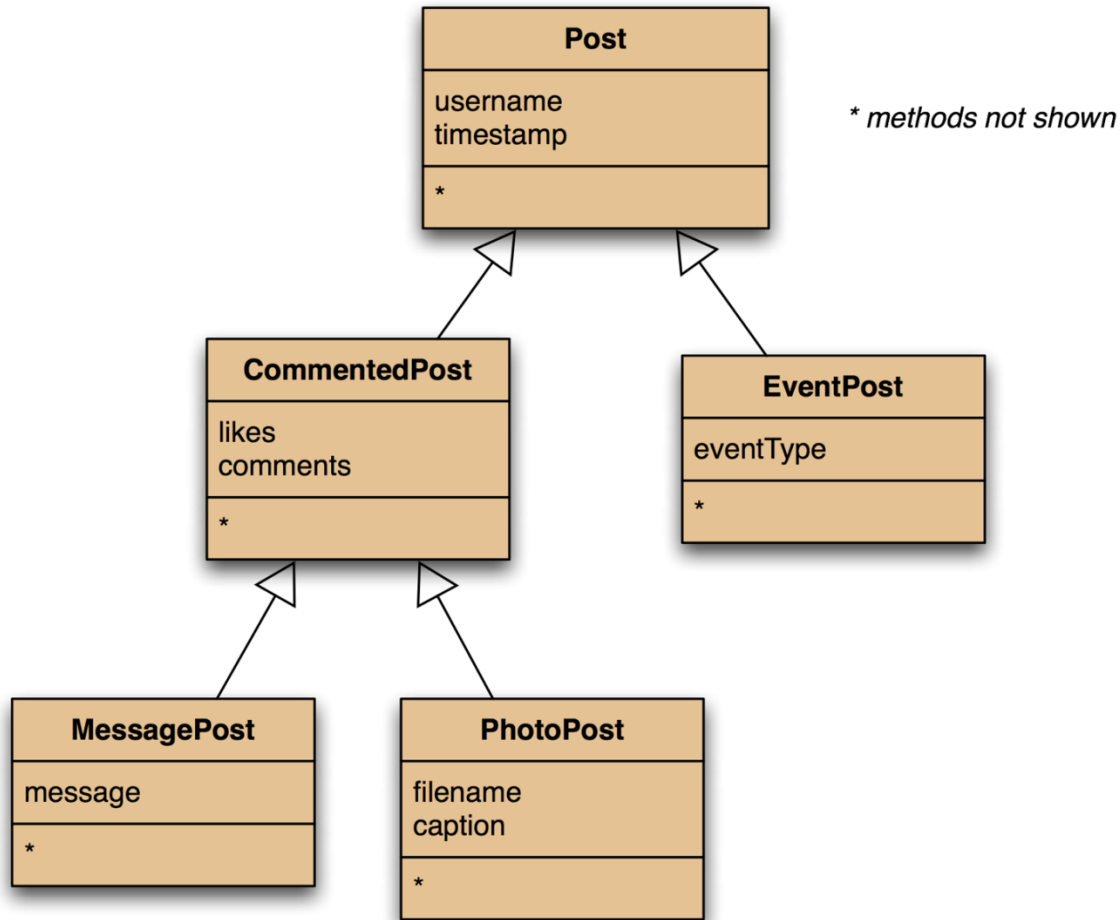 Post
username
timestamp
*
* methods not shown
CommentedPost
likes
comments
*
EventPost
eventType
*
MessagePost
message
*
PhotoPost
filename
caption
*